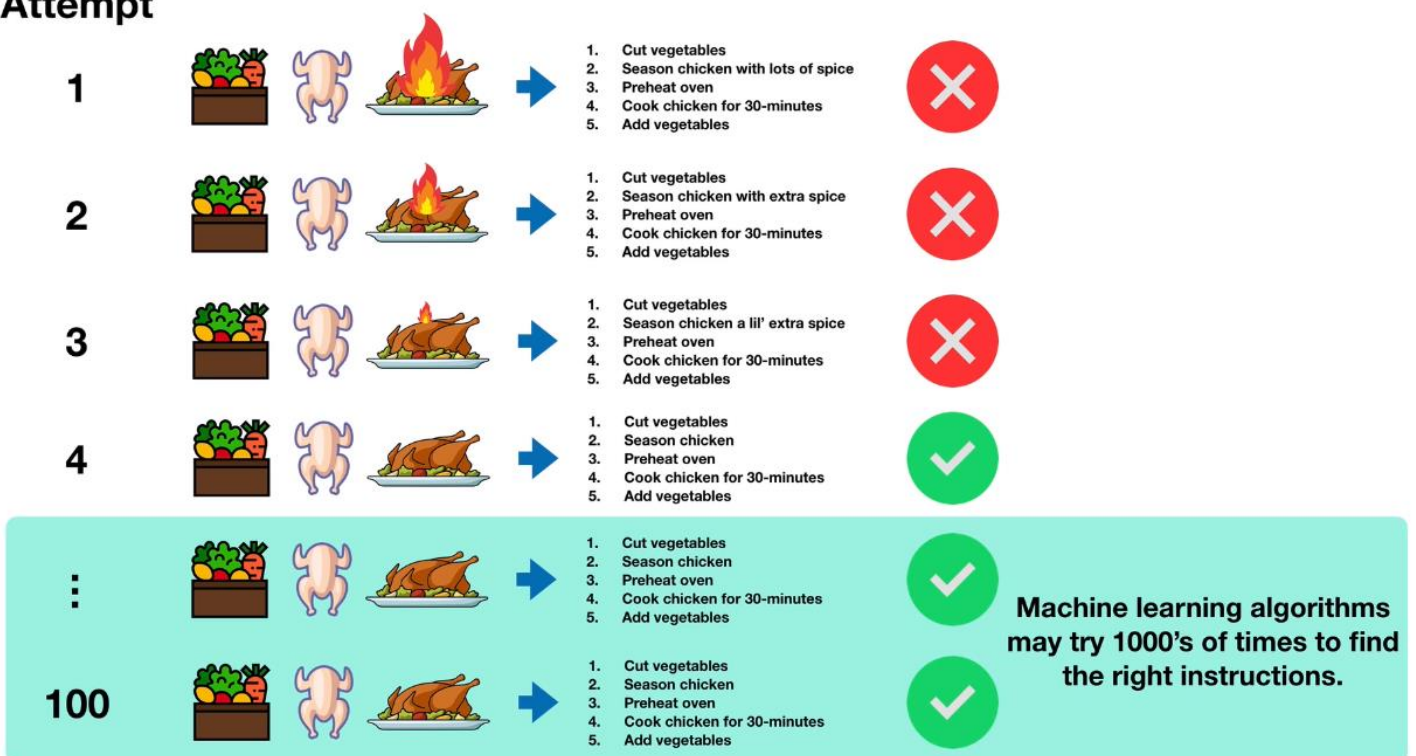 Attempt
1
1. Cut vegetables
2. Season chicken with lots of spice
3. Preheat oven
4. Cook chicken for 30-minutes
5. Add vegetables
2
1. Cut vegetables
2. Season chicken with extra spice
3. Preheat oven
4. Cook chicken for 30-minutes
5. Add vegetables
3
1. Cut vegetables
2. Season chicken a lil' extra spice
3. Preheat oven
4. Cook chicken for 30-minutes
5. Add vegetables
4
1. Cut vegetables
2. Season chicken
3. Preheat oven
4. Cook chicken for 30-minutes
5. Add vegetables
⋮
1. Cut vegetables
2. Season chicken
3. Preheat oven
4. Cook chicken for 30-minutes
5. Add vegetables
Machine learning algorithms
may try 1000's of times to find
the right instructions.
100
1. Cut vegetables
2. Season chicken
3. Preheat oven
4. Cook chicken for 30-minutes
5. Add vegetables